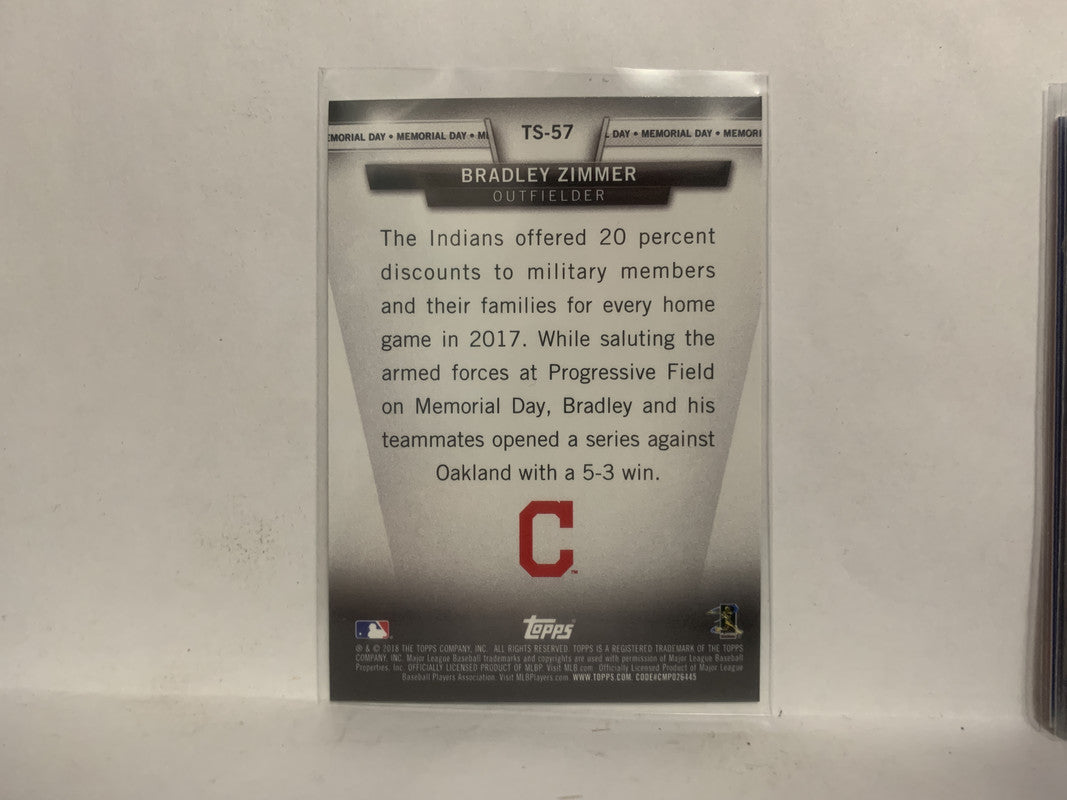 EMORIAL DAY • MEMORIAL DAY • M TS-57 DAY • MEMORIAL DAY • MEMORI
BRADLEY ZIMMER
OUTFIELDER
The Indians offered 20 percent
discounts to military members
and their families for every home
game in 2017. While saluting the
armed forces at Progressive Field
on Memorial Day, Bradley and his
teammates opened a series against
Oakland with a 5-3 win.
C™
Topps®
® & © 2018 THE TOPPS COMPANY, INC. ALL RIGHTS RESERVED. TOPPS IS A REGISTERED TRADEMARK OF THE TOPPS
COMPANY, INC. Major League Baseball trademarks and copyrights are used with permission of Major League Baseball
Properties, Inc. OFFICIALLY LICENSED PRODUCT OF MLBP. Visit MLB.com. Officially Licensed Product of Major League
Baseball Players Association. Visit MLBPlayers.com. WWW.TOPPS.COM. CODE#CMP026445